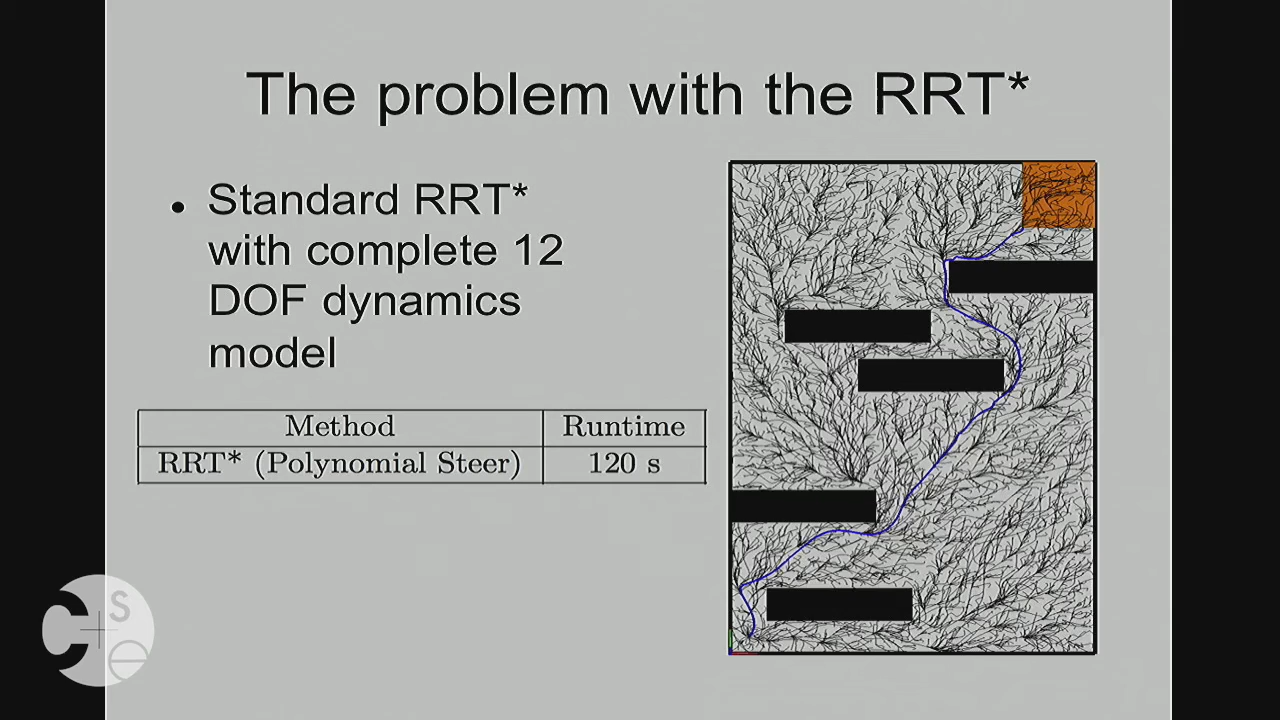 The problem with the RRT*
• Standard RRT*
with complete 12
DOF dynamics
model
Method Runtime
RRT* (Polynomial Steer) 120 s
C S e